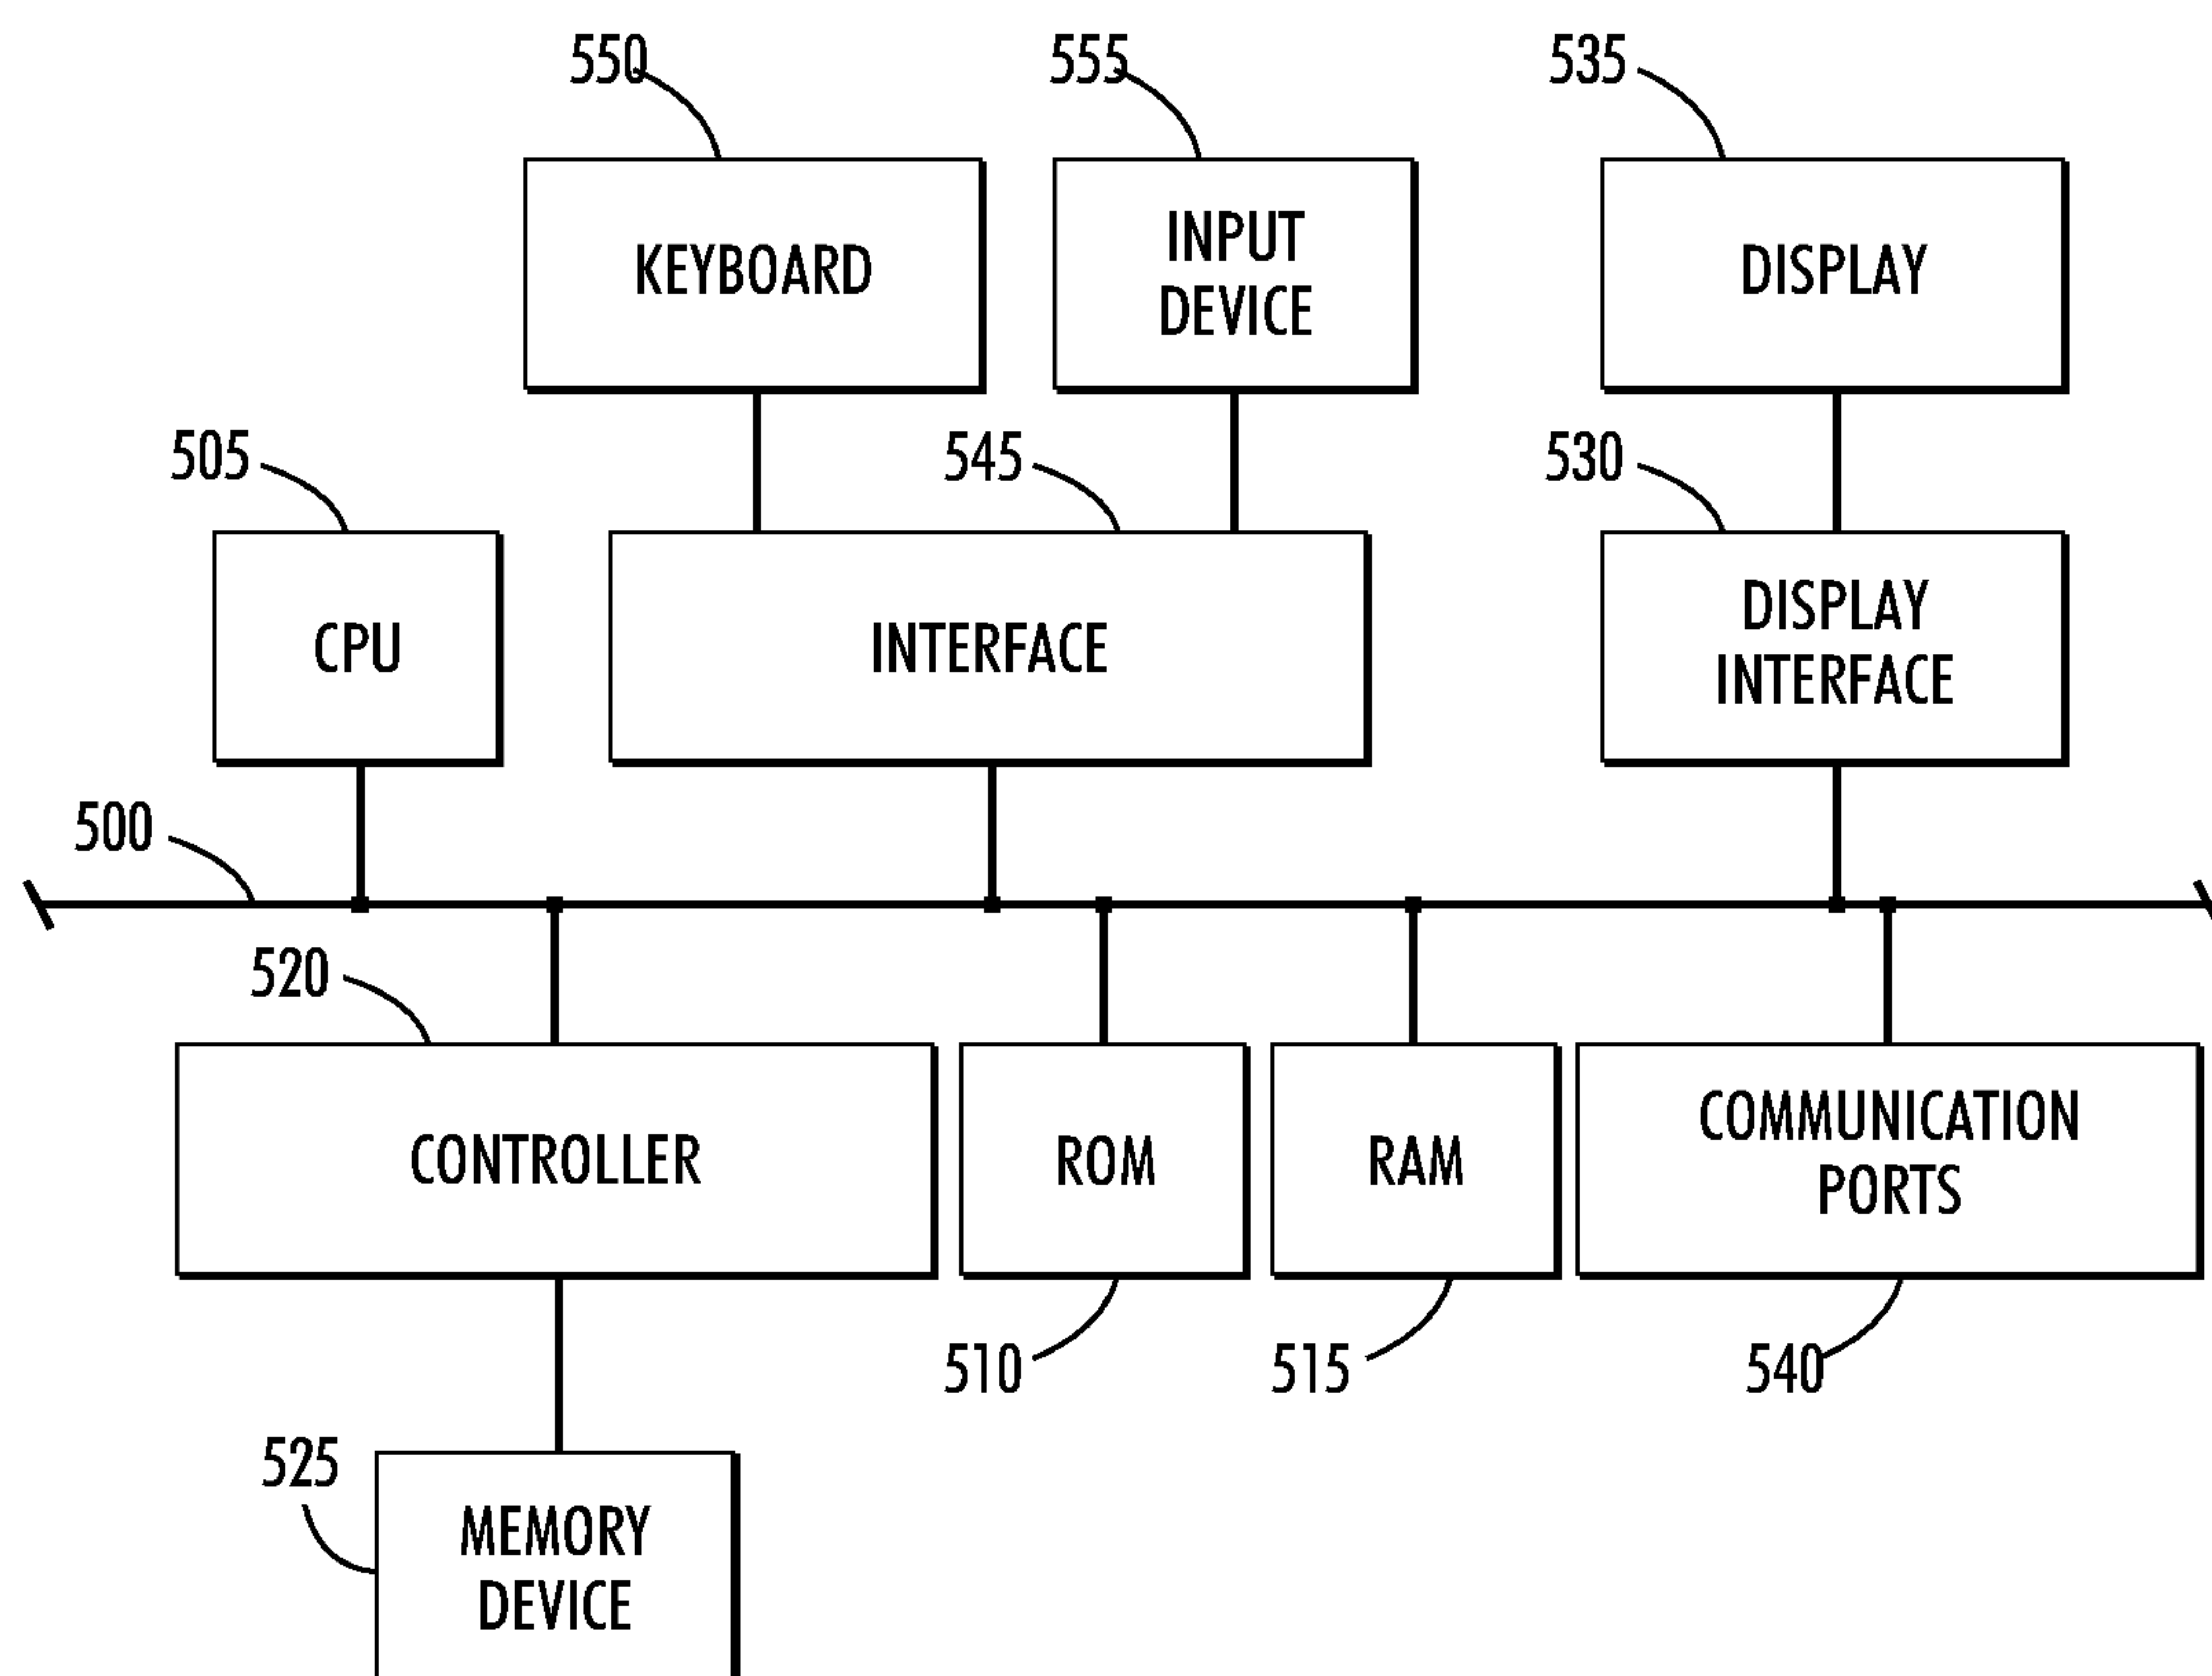 550
555
535
KEYBOARD
INPUT
DEVICE
DISPLAY
505
545
530
CPU
INTERFACE
DISPLAY
INTERFACE
500
520
CONTROLLER
ROM
RAM
COMMUNICATION
PORTS
510
515
540
525
MEMORY
DEVICE